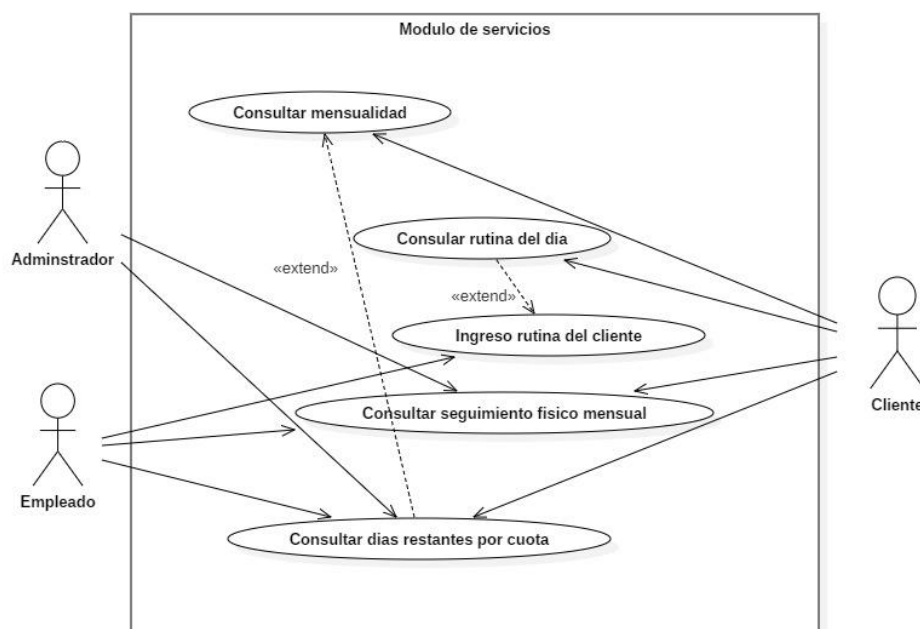 Modulo de servicios
Consultar mensualidad
Adminstrador
Consular rutina del dia
«extend»
«extend»
Ingreso rutina del cliente
Consultar seguimiento fisico mensual
Cliente
Empleado
Consultar dias restantes por cuota